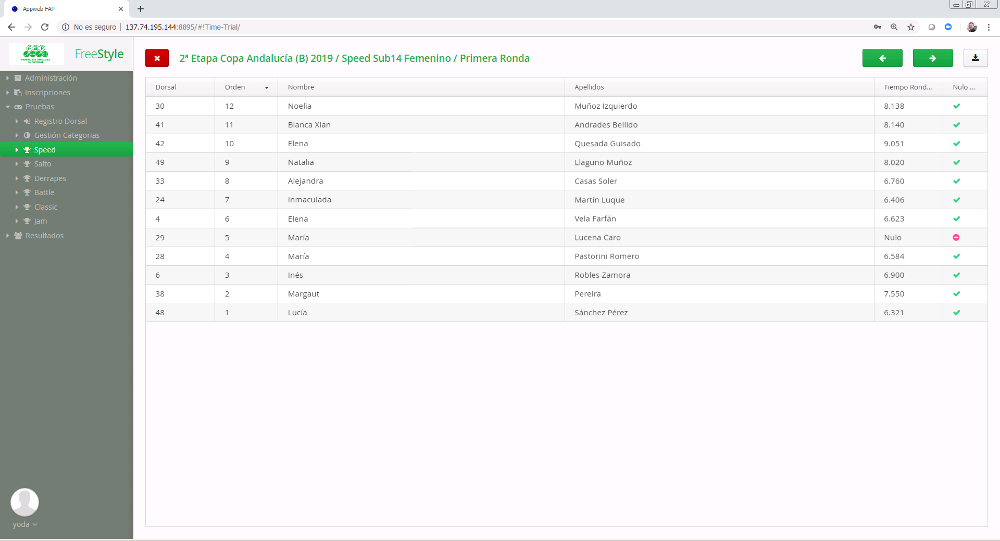 Appweb FAP
No es seguro 137.74.195.144:8895/#!Time-Trial/
FAP
FEDERACIÓN ANDALUZA
DE PATINAJE
FreeStyle
Administración
Inscripciones
Pruebas
Registro Dorsal
Gestión Categorias
Speed
Salto
Derrapes
Battle
Classic
Jam
Resultados
yoda
2ª Etapa Copa Andalucía (B) 2019 / Speed Sub14 Femenino / Primera Ronda
Dorsal Orden Nombre Apellidos Tiempo Rond... Nulo ...
30 12 Noelia Muñoz Izquierdo 8.138
41 11 Blanca Xian Andrades Bellido 8.140
42 10 Elena Quesada Guisado 9.051
49 9 Natalia Llaguno Muñoz 8.020
33 8 Alejandra Casas Soler 6.760
24 7 Inmaculada Martín Luque 6.406
4 6 Elena Vela Farfán 6.623
29 5 María Lucena Caro Nulo
28 4 María Pastorini Romero 6.584
6 3 Inés Robles Zamora 6.900
38 2 Margaut Pereira 7.550
48 1 Lucía Sánchez Pérez 6.321